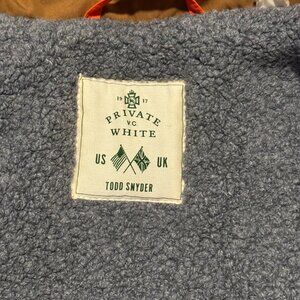 19 17
PRIVATE
V.C.
WHITE
US UK
TODD SNYDER